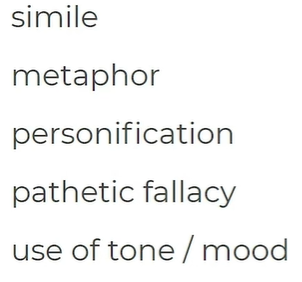 simile
metaphor
personification
pathetic fallacy
use of tone / mood